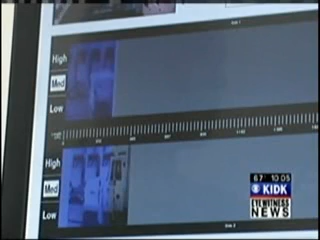 High
Med
Low
High
Med
Low
67° 10:05
KIDK
EYEWITNESS
NEWS